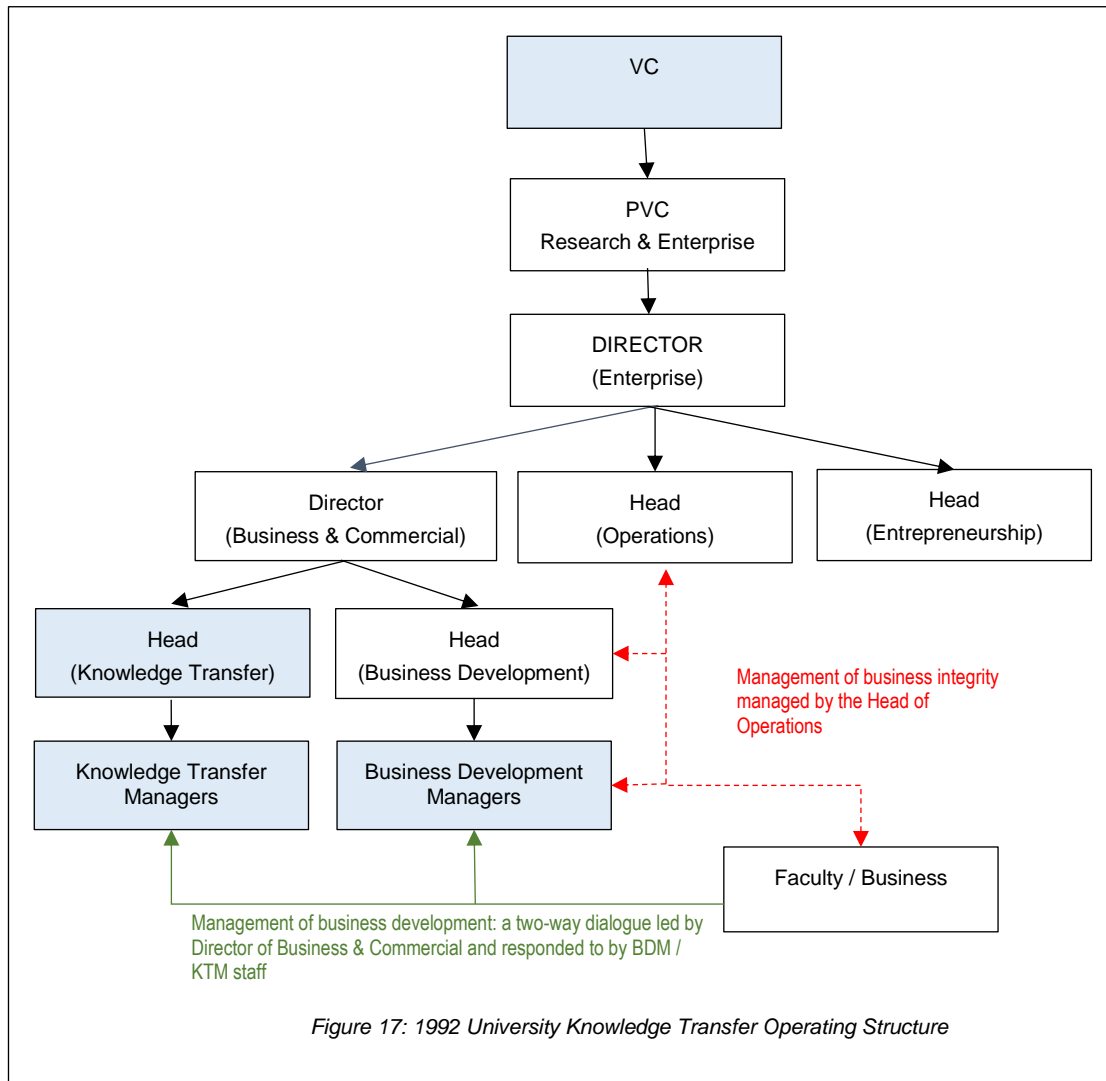 VC
PVC
Research & Enterprise
DIRECTOR
(Enterprise)
Director
(Business & Commercial)
Head
(Operations)
Head
(Entrepreneurship)
Head
(Knowledge Transfer)
Head
(Business Development)
Management of business integrity
managed by the Head of
Operations
Knowledge Transfer
Managers
Business Development
Managers
Faculty / Business
Management of business development: a two-way dialogue led by
Director of Business & Commercial and responded to by BDM /
KTM staff
Figure 17: 1992 University Knowledge Transfer Operating Structure